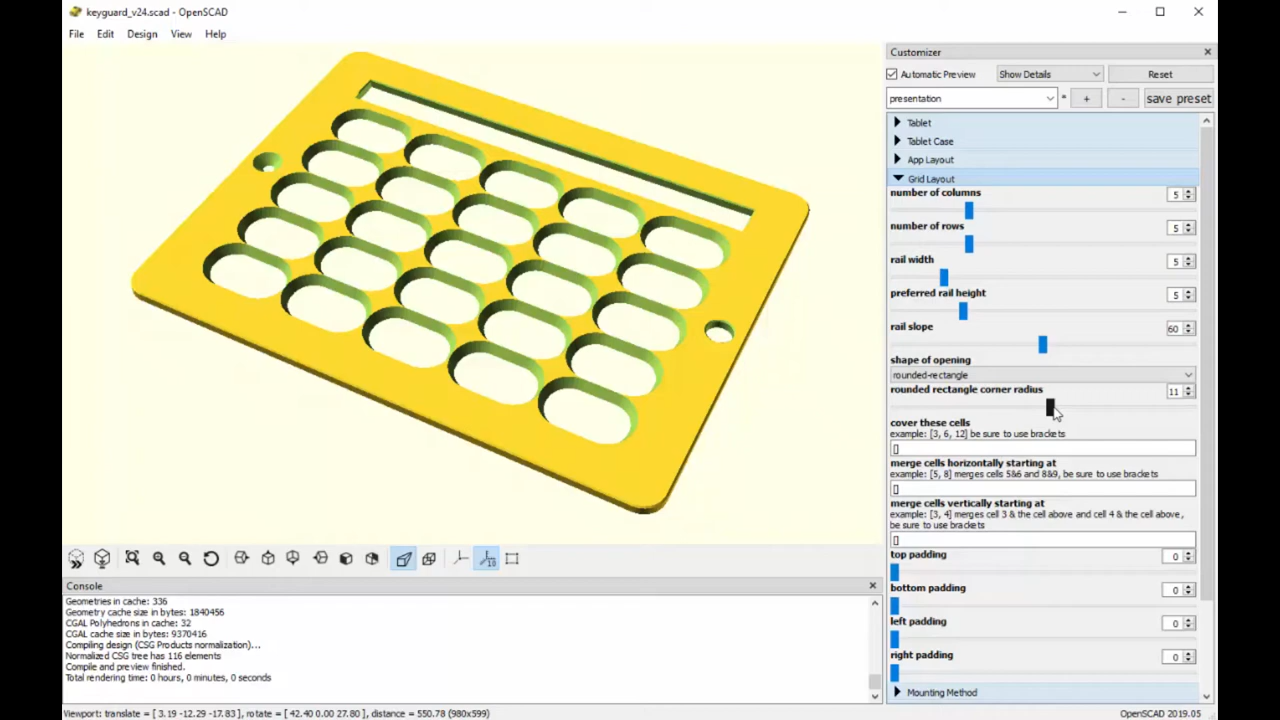 keyguard_v24.scad - OpenSCAD
File Edit Design View Help
Customizer
Automatic Preview Show Details Reset
presentation * + - save preset
Tablet
Tablet Case
App Layout
Grid Layout
number of columns 5
number of rows 5
rail width 5
preferred rail height 5
rail slope 60
shape of opening
rounded-rectangle
rounded rectangle corner radius 11
cover these cells
example: [3, 6, 12] be sure to use brackets
[]
merge cells horizontally starting at
example: [5, 8] merges cells 5&6 and 8&9, be sure to use brackets
[]
merge cells vertically starting at
example: [3, 4] merges cell 3 & the cell above and cell 4 & the cell above,
be sure to use brackets
[]
top padding 0
bottom padding 0
left padding 0
right padding 0
Mounting Method
Console
Geometries in cache: 336
Geometry cache size in bytes: 1840456
CGAL Polyhedrons in cache: 32
CGAL cache size in bytes: 9370416
Compiling design (CSG Products normalization)...
Normalized CSG tree has 116 elements
Compile and preview finished.
Total rendering time: 0 hours, 0 minutes, 0 seconds
Viewport: translate = [ 3.19 -12.29 -17.83 ], rotate = [ 42.40 0.00 27.80 ], distance = 550.78 (980x599) OpenSCAD 2019.05